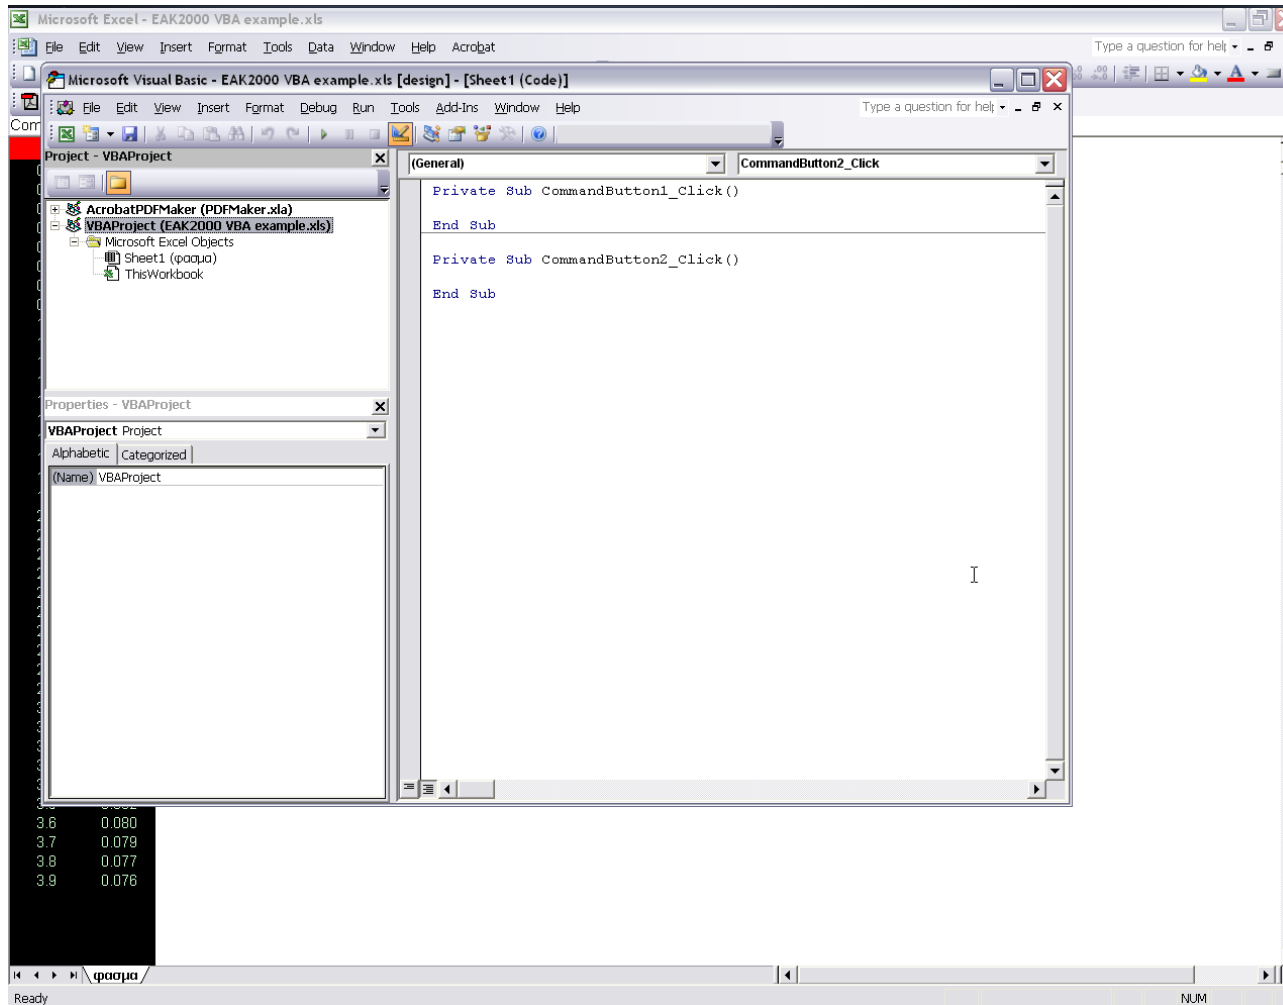 Microsoft Excel - EAK2000 VBA example.xls
File Edit View Insert Format Tools Data Window Help Acrobat
Type a question for help
Microsoft Visual Basic - EAK2000 VBA example.xls [design] - [Sheet1 (Code)]
File Edit View Insert Format Debug Run Tools Add-Ins Window Help
Type a question for help
Com
Project - VBAProject
(General)
CommandButton2_Click
AcrobatPDFMaker (PDFMaker.xla)
VBAProject (EAK2000 VBA example.xls)
Microsoft Excel Objects
Sheet1 (φασμα)
ThisWorkbook
Private Sub CommandButton1_Click()
End Sub
Private Sub CommandButton2_Click()
End Sub
Properties - VBAProject
VBAProject Project
Alphabetic Categorized
(Name) VBAProject
3.6 0.080
3.7 0.079
3.8 0.077
3.9 0.076
φασμα
Ready
NUM